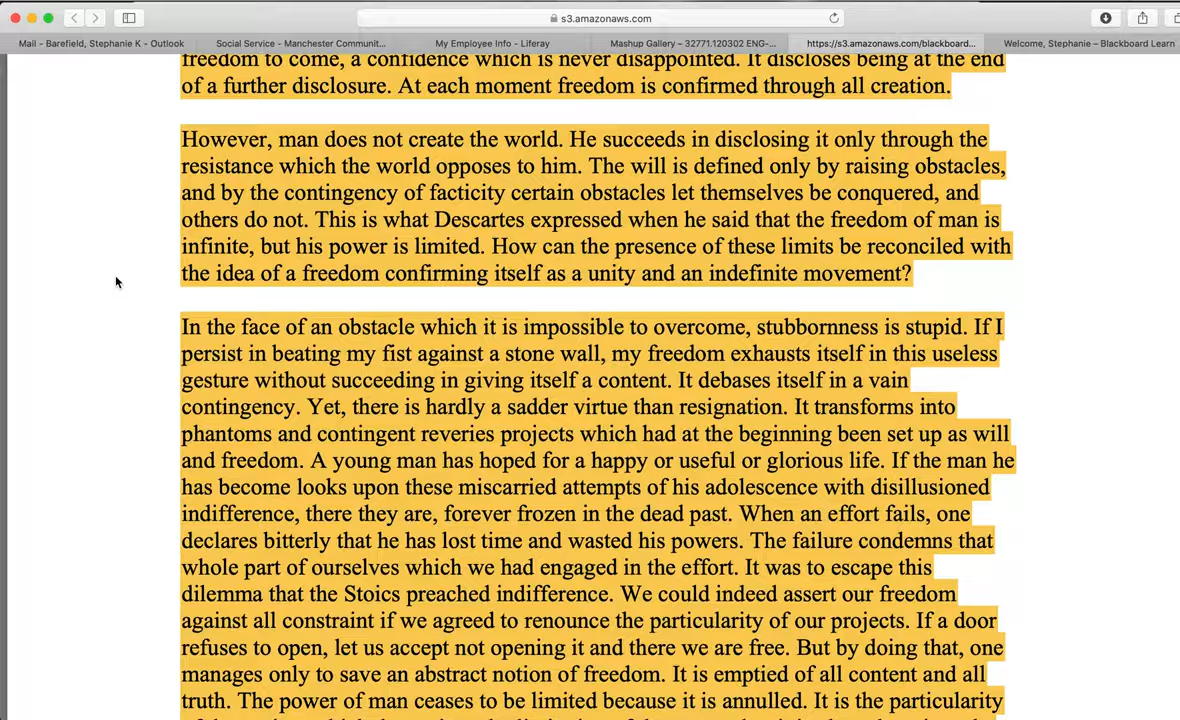 s3.amazonaws.com
Mail - Barefield, Stephanie K - Outlook
Social Service - Manchester Communit...
My Employee Info - Liferay
Mashup Gallery – 32771.120302 ENG-...
https://s3.amazonaws.com/blackboard...
Welcome, Stephanie – Blackboard Learn
freedom to come, a confidence which is never disappointed. It discloses being at the end
of a further disclosure. At each moment freedom is confirmed through all creation.
However, man does not create the world. He succeeds in disclosing it only through the
resistance which the world opposes to him. The will is defined only by raising obstacles,
and by the contingency of facticity certain obstacles let themselves be conquered, and
others do not. This is what Descartes expressed when he said that the freedom of man is
infinite, but his power is limited. How can the presence of these limits be reconciled with
the idea of a freedom confirming itself as a unity and an indefinite movement?
In the face of an obstacle which it is impossible to overcome, stubbornness is stupid. If I
persist in beating my fist against a stone wall, my freedom exhausts itself in this useless
gesture without succeeding in giving itself a content. It debases itself in a vain
contingency. Yet, there is hardly a sadder virtue than resignation. It transforms into
phantoms and contingent reveries projects which had at the beginning been set up as will
and freedom. A young man has hoped for a happy or useful or glorious life. If the man he
has become looks upon these miscarried attempts of his adolescence with disillusioned
indifference, there they are, forever frozen in the dead past. When an effort fails, one
declares bitterly that he has lost time and wasted his powers. The failure condemns that
whole part of ourselves which we had engaged in the effort. It was to escape this
dilemma that the Stoics preached indifference. We could indeed assert our freedom
against all constraint if we agreed to renounce the particularity of our projects. If a door
refuses to open, let us accept not opening it and there we are free. But by doing that, one
manages only to save an abstract notion of freedom. It is emptied of all content and all
truth. The power of man ceases to be limited because it is annulled. It is the particularity